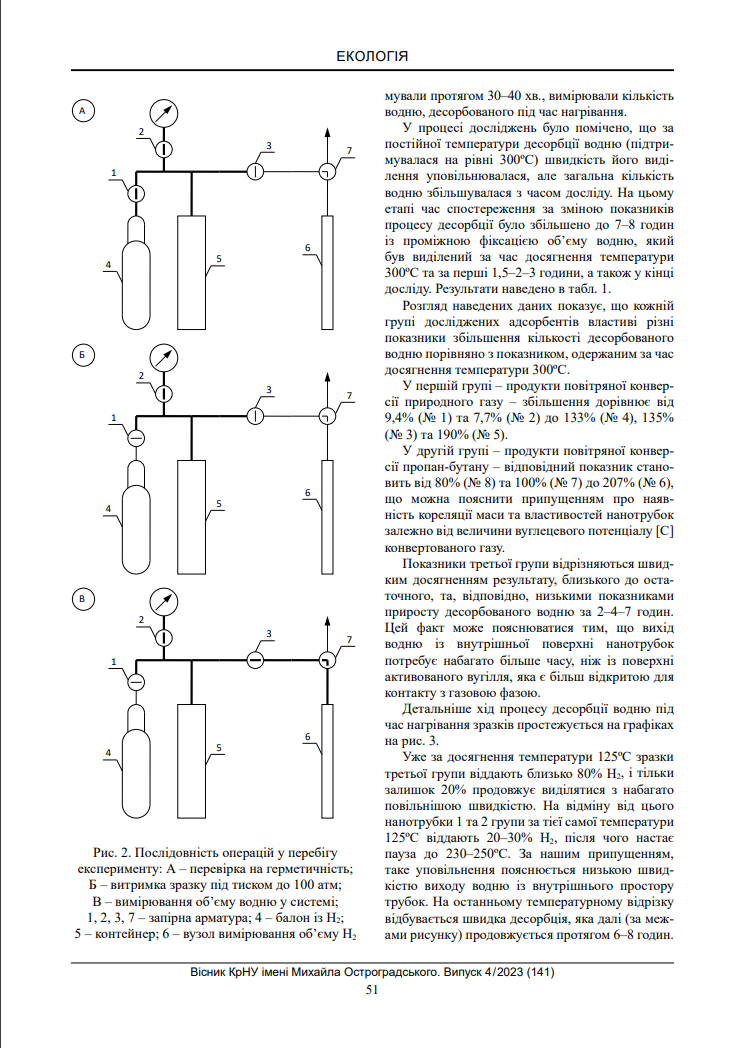 ЕКОЛОГІЯ
А
2
3
7
1
4
5
6
Б
2
3
7
1
4
5
6
В
2
3
7
1
4
5
6
Рис. 2. Послідовність операцій у перебігу
експерименту: А – перевірка на герметичність;
Б – витримка зразку під тиском до 100 атм;
В – вимірювання об’єму водню у системі;
1, 2, 3, 7 – запірна арматура; 4 – балон із H₂;
5 – контейнер; 6 – вузол вимірювання об’єму H₂
мували протягом 30–40 хв., вимірювали кількість
водню, десорбованого під час нагрівання.
У процесі досліджень було помічено, що за
постійної температури десорбції водню (підтри-
мувалася на рівні 300ºС) швидкість його виді-
лення уповільнювалася, але загальна кількість
водню збільшувалася з часом досліду. На цьому
етапі час спостереження за зміною показників
процесу десорбції було збільшено до 7–8 годин
із проміжною фіксацією об’єму водню, який
був виділений за час досягнення температури
300ºС та за перші 1,5–2–3 години, а також у кінці
досліду. Результати наведено в табл. 1.
Розгляд наведених даних показує, що кожній
групі досліджених адсорбентів властиві різні
показники збільшення кількості десорбованого
водню порівняно з показником, одержаним за час
досягнення температури 300ºС.
У першій групі – продукти повітряної конвер-
сії природного газу – збільшення дорівнює від
9,4% (№ 1) та 7,7% (№ 2) до 133% (№ 4), 135%
(№ 3) та 190% (№ 5).
У другій групі – продукти повітряної конвер-
сії пропан-бутану – відповідний показник стано-
вить від 80% (№ 8) та 100% (№ 7) до 207% (№ 6),
що можна пояснити припущенням про наяв-
ність кореляції маси та властивостей нанотрубок
залежно від величини вуглецевого потенціалу [C]
конвертованого газу.
Показники третьої групи відрізняються швид-
ким досягненням результату, близького до оста-
точного, та, відповідно, низькими показниками
приросту десорбованого водню за 2–4–7 годин.
Цей факт може пояснюватися тим, що вихід
водню із внутрішньої поверхні нанотрубок
потребує набагато більше часу, ніж із поверхні
активованого вугілля, яка є більш відкритою для
контакту з газовою фазою.
Детальніше хід процесу десорбції водню під
час нагрівання зразків простежується на графіках
на рис. 3.
Уже за досягнення температури 125ºС зразки
третьої групи віддають близько 80% H₂, і тільки
залишок 20% продовжує виділятися з набагато
повільнішою швидкістю. На відміну від цього
нанотрубки 1 та 2 групи за тієї самої температури
125ºС віддають 20–30% H₂, після чого настає
пауза до 230–250ºС. За нашим припущенням,
таке уповільнення пояснюється низькою швид-
кістю виходу водню із внутрішнього простору
трубок. На останньому температурному відрізку
відбувається швидка десорбція, яка далі (за меж-
ами рисунку) продовжується протягом 6–8 годин.
Вісник КрНУ імені Михайла Остроградського. Випуск 4/2023 (141)
51